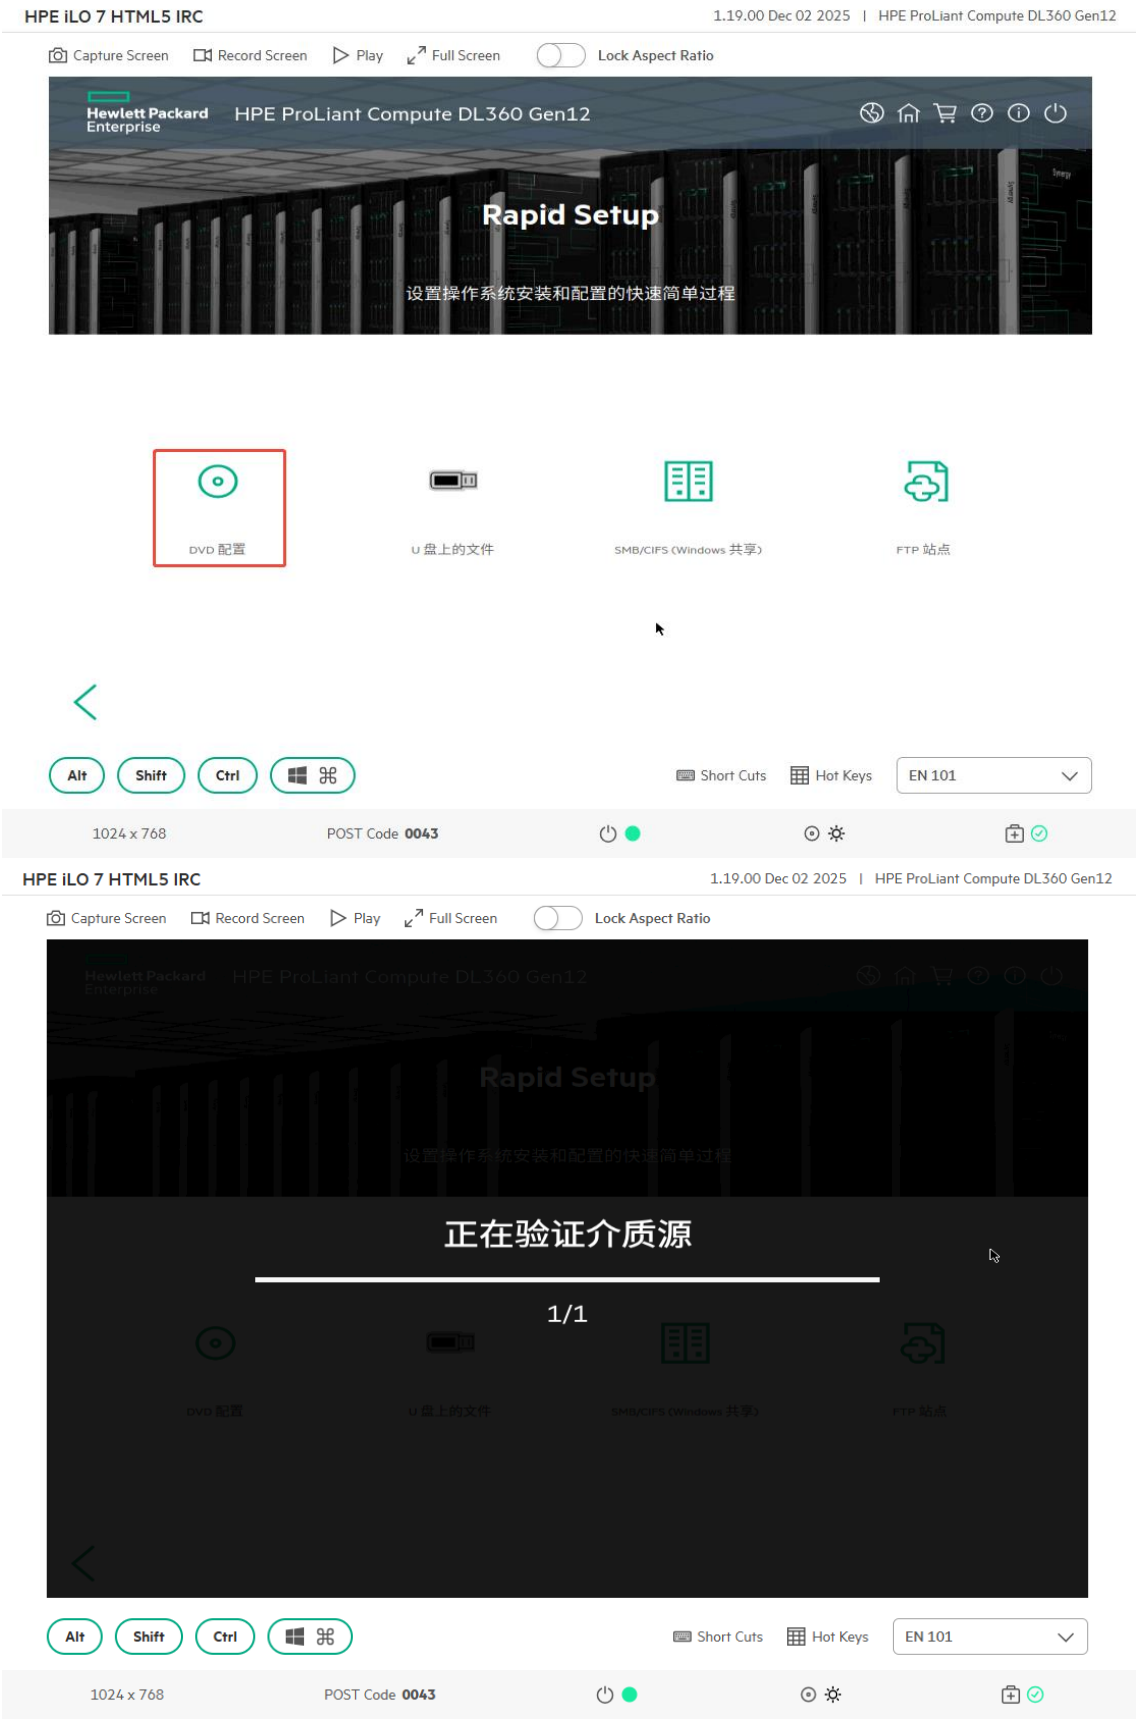 HPE iLO 7 HTML5 IRC
1.19.00 Dec 02 2025 | HPE ProLiant Compute DL360 Gen12
Capture Screen Record Screen Play Full Screen Lock Aspect Ratio
Hewlett Packard
Enterprise
HPE ProLiant Compute DL360 Gen12
Rapid Setup
设置操作系统安装和配置的快速简单过程
DVD 配置
U 盘上的文件
SMB/CIFS (Windows 共享)
FTP 站点
Alt Shift Ctrl ⌘ Short Cuts Hot Keys EN 101
1024 x 768 POST Code 0043
HPE iLO 7 HTML5 IRC
1.19.00 Dec 02 2025 | HPE ProLiant Compute DL360 Gen12
Capture Screen Record Screen Play Full Screen Lock Aspect Ratio
Hewlett Packard
Enterprise
HPE ProLiant Compute DL360 Gen12
Rapid Setup
设置操作系统安装和配置的快速简单过程
正在验证介质源
1/1
DVD 配置
U 盘上的文件
SMB/CIFS (Windows 共享)
FTP 站点
Alt Shift Ctrl ⌘ Short Cuts Hot Keys EN 101
1024 x 768 POST Code 0043